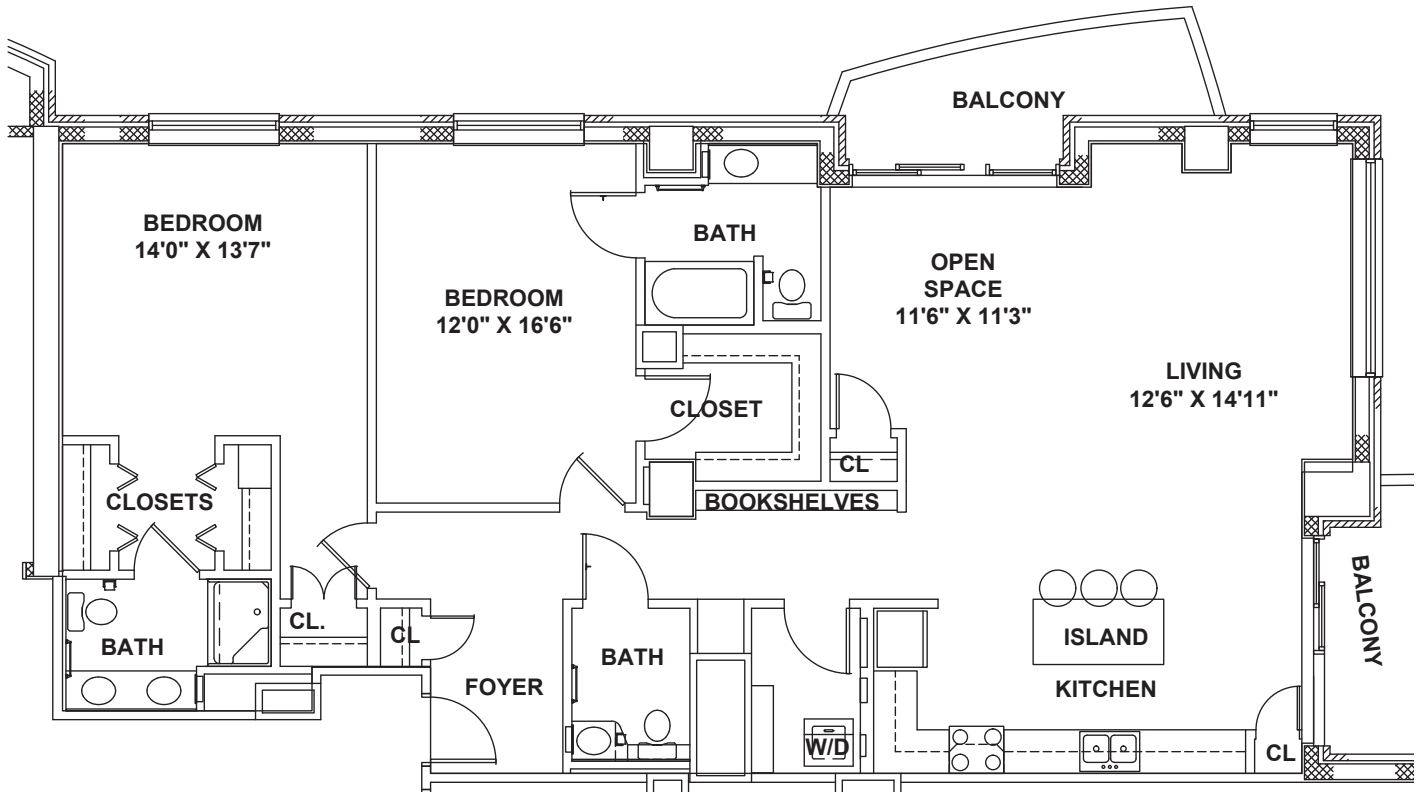 BALCONY
BEDROOM
14'0" X 13'7"
BATH
BEDROOM
12'0" X 16'6"
OPEN
SPACE
11'6" X 11'3"
LIVING
12'6" X 14'11"
CLOSET
CL
CLOSETS
BOOKSHELVES
BALCONY
CL.
CL
BATH
BATH
ISLAND
FOYER
KITCHEN
W/D
CL